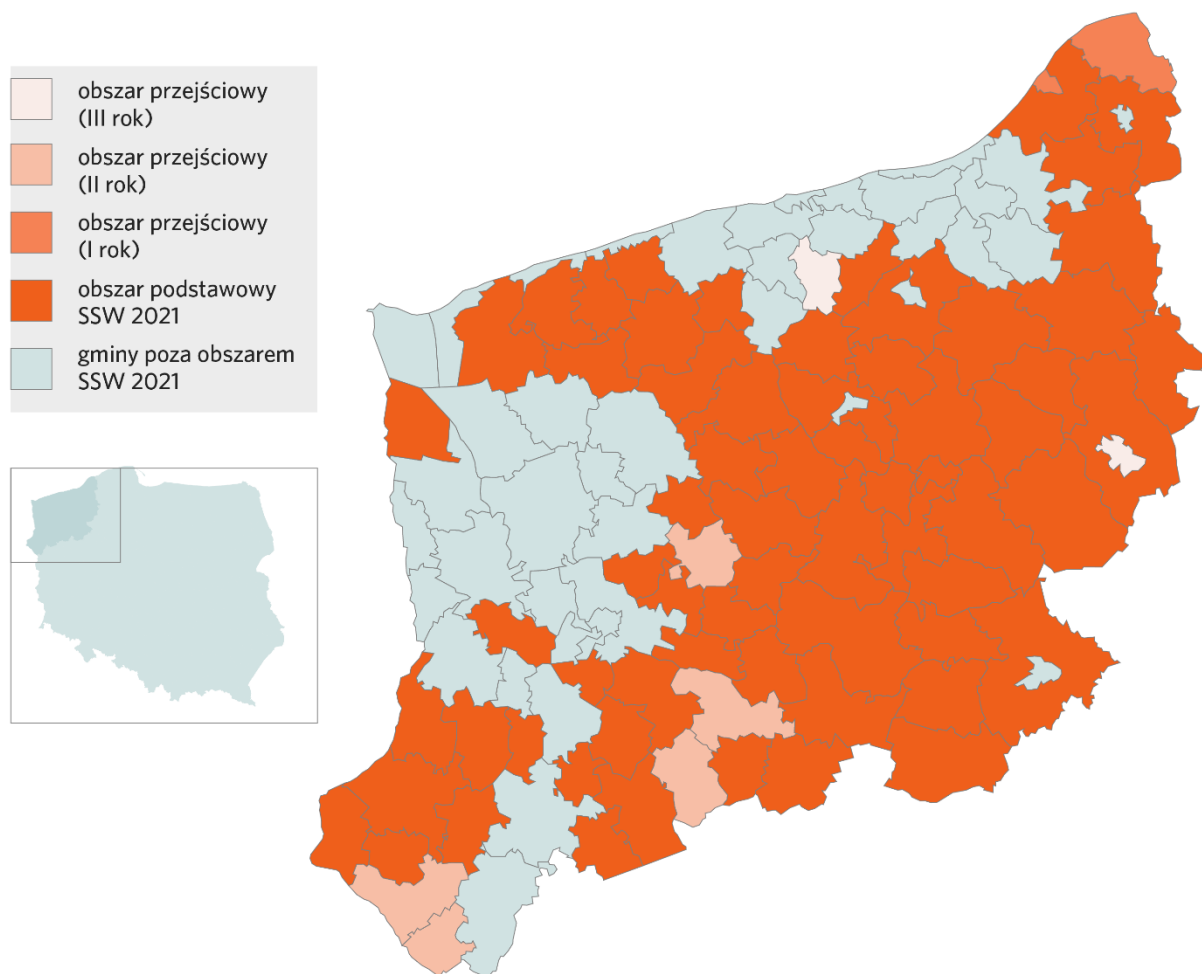 obszar przejściowy
(III rok)
obszar przejściowy
(II rok)
obszar przejściowy
(I rok)
obszar podstawowy
SSW 2021
gminy poza obszarem
SSW 2021